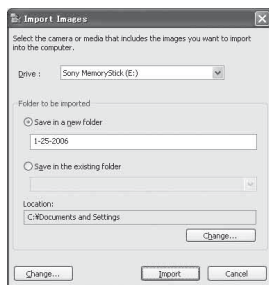 Import Images
Select the camera or media that includes the images you want to import
into the computer.
Drive : Sony MemoryStick (E:)
Folder to be imported
Save in a new folder
1-25-2006
Save in the existing folder
Location:
C:¥Documents and Settings
Change...
Change... Import Cancel